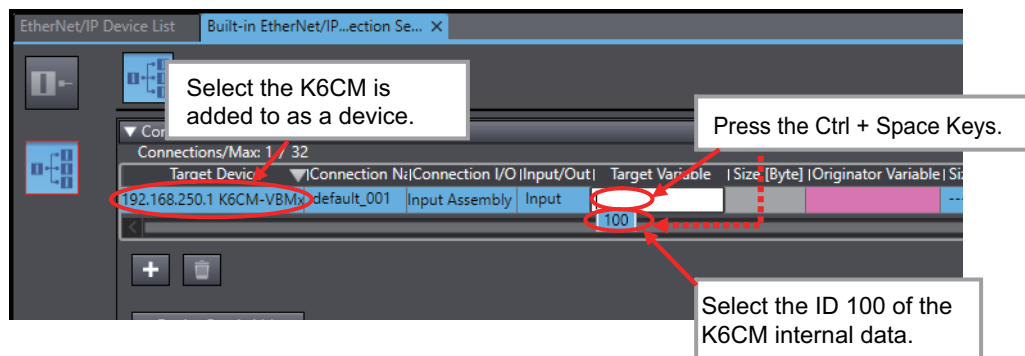 EtherNet/IP Device List
Built-in EtherNet/IP...ection Se... X
Select the K6CM is
added to as a device.
Press the Ctrl + Space Keys.
Connections/Max: 1 / 32
Target Device |Connection Na|Connection I/O |Input/Out| Target Variable | Size [Byte] |Originator Variable| Siz
192.168.250.1 K6CM-VBMx default_001 Input Assembly Input ---
100
+
Select the ID 100 of the
K6CM internal data.